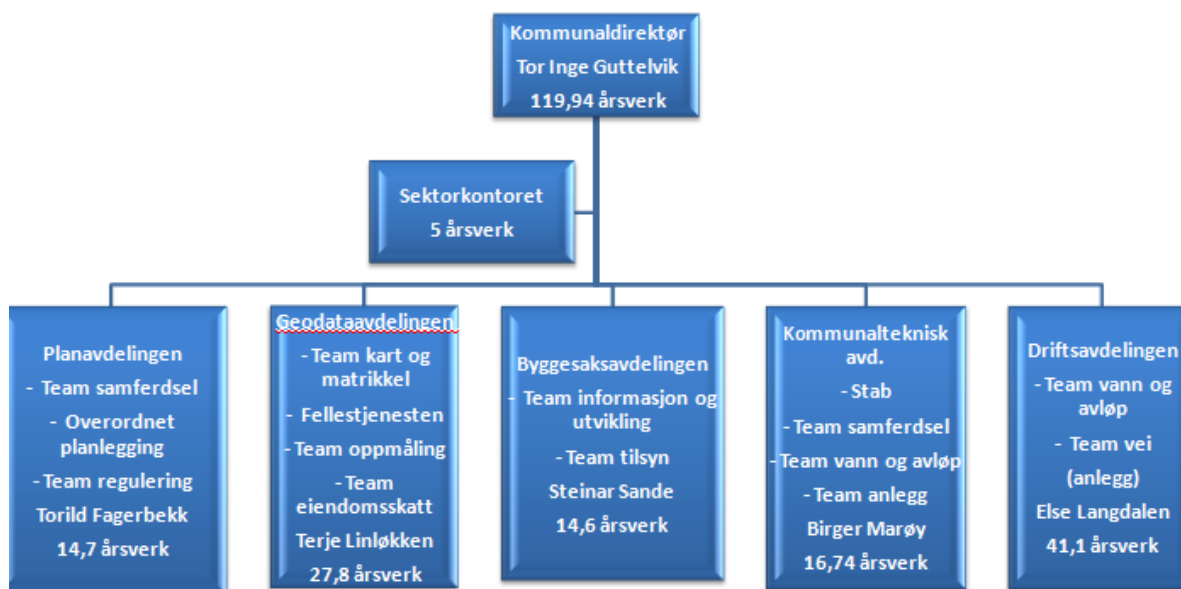 Kommunaldirektør
Tor Inge Guttelvik
119,94 årsverk
Sektorkontoret
5 årsverk
Planavdelingen
- Team samferdsel
- Overordnet
planlegging
- Team regulering
Torild Fagerbekk
14,7 årsverk
Geodataavdelingen
- Team kart og
matrikkel
- Fellestjenesten
- Team oppmåling
- Team
eiendomsskatt
Terje Linløkken
27,8 årsverk
Byggesaksavdelingen
- Team informasjon og
utvikling
- Team tilsyn
Steinar Sande
14,6 årsverk
Kommunalteknisk
avd.
- Stab
- Team samferdsel
- Team vann og avløp
- Team anlegg
Birger Marøy
16,74 årsverk
Driftsavdelingen
- Team vann og
avløp
- Team vei
(anlegg)
Else Langdalen
41,1 årsverk